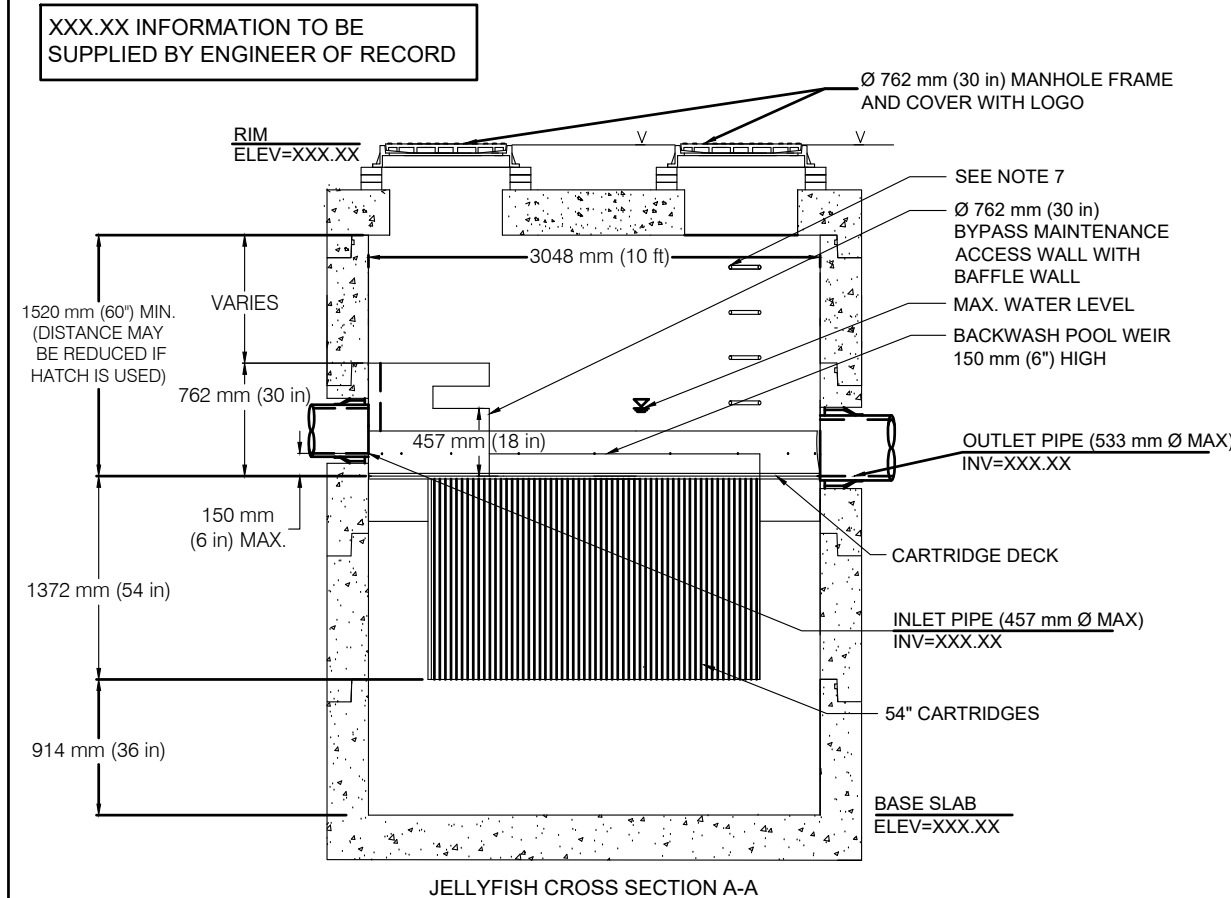 XXX.XX INFORMATION TO BE
SUPPLIED BY ENGINEER OF RECORD
Ø 762 mm (30 in) MANHOLE FRAME
AND COVER WITH LOGO
RIM
ELEV=XXX.XX
V
V
SEE NOTE 7
Ø 762 mm (30 in)
BYPASS MAINTENANCE
ACCESS WALL WITH
BAFFLE WALL
3048 mm (10 ft)
1520 mm (60") MIN.
(DISTANCE MAY
BE REDUCED IF
HATCH IS USED)
VARIES
MAX. WATER LEVEL
BACKWASH POOL WEIR
150 mm (6") HIGH
762 mm (30 in)
457 mm (18 in)
OUTLET PIPE (533 mm Ø MAX)
INV=XXX.XX
150 mm
(6 in) MAX.
CARTRIDGE DECK
1372 mm (54 in)
INLET PIPE (457 mm Ø MAX)
INV=XXX.XX
54" CARTRIDGES
914 mm (36 in)
BASE SLAB
ELEV=XXX.XX
JELLYFISH CROSS SECTION A-A